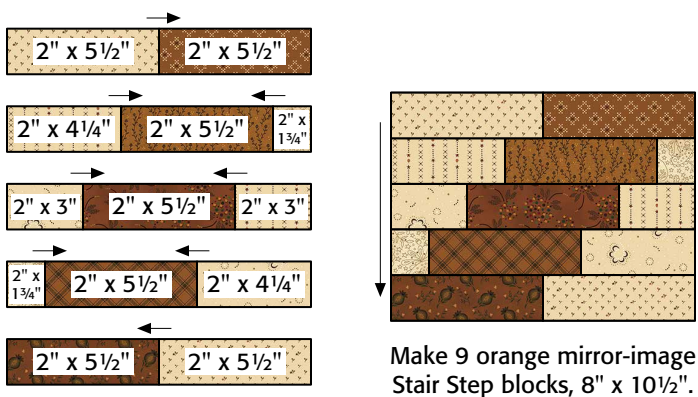 2" x 5½" 2" x 5½"
2" x 4¼" 2" x 5½" 2" x
1¾"
2" x 3" 2" x 5½" 2" x 3"
2" x
1¾" 2" x 5½" 2" x 4¼"
2" x 5½" 2" x 5½"
Make 9 orange mirror-image
Stair Step blocks, 8" x 10½".